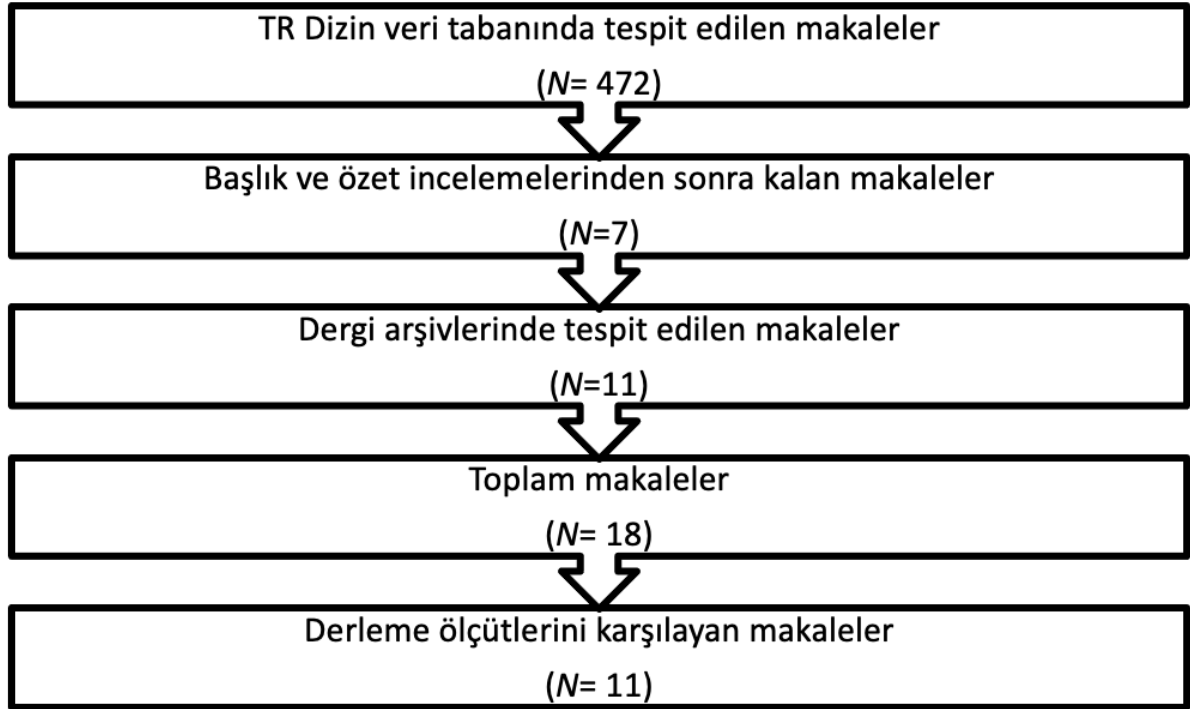 TR Dizin veri tabanında tespit edilen makaleler
(N= 472)
Başlık ve özet incelemelerinden sonra kalan makaleler
(N=7)
Dergi arşivlerinde tespit edilen makaleler
(N=11)
Toplam makaleler
(N= 18)
Derleme ölçütlerini karşılayan makaleler
(N= 11)